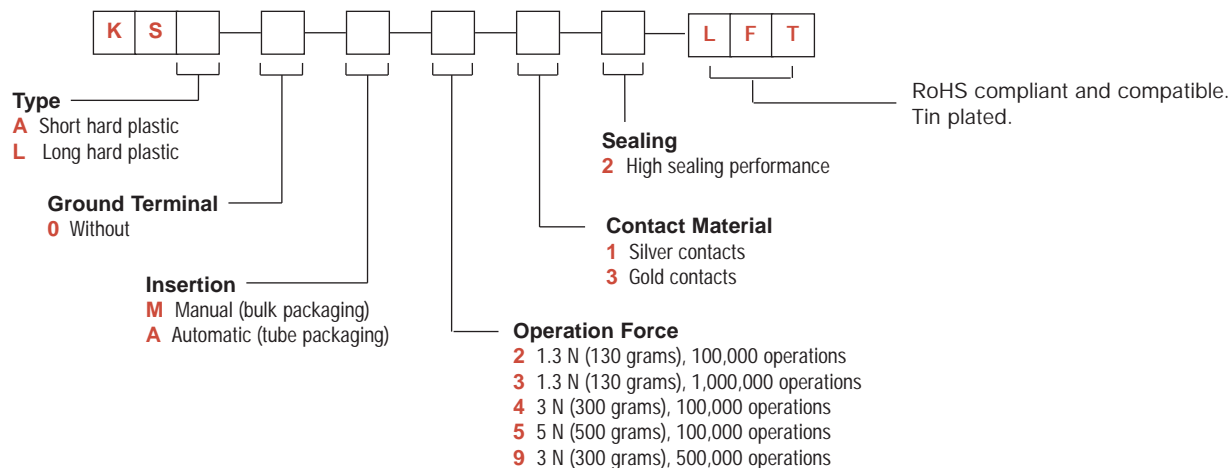 K S L F T
RoHS compliant and compatible.
Tin plated.
Type
A Short hard plastic
L Long hard plastic
Sealing
2 High sealing performance
Ground Terminal
0 Without
Contact Material
1 Silver contacts
3 Gold contacts
Insertion
M Manual (bulk packaging)
A Automatic (tube packaging)
Operation Force
2 1.3 N (130 grams), 100,000 operations
3 1.3 N (130 grams), 1,000,000 operations
4 3 N (300 grams), 100,000 operations
5 5 N (500 grams), 100,000 operations
9 3 N (300 grams), 500,000 operations